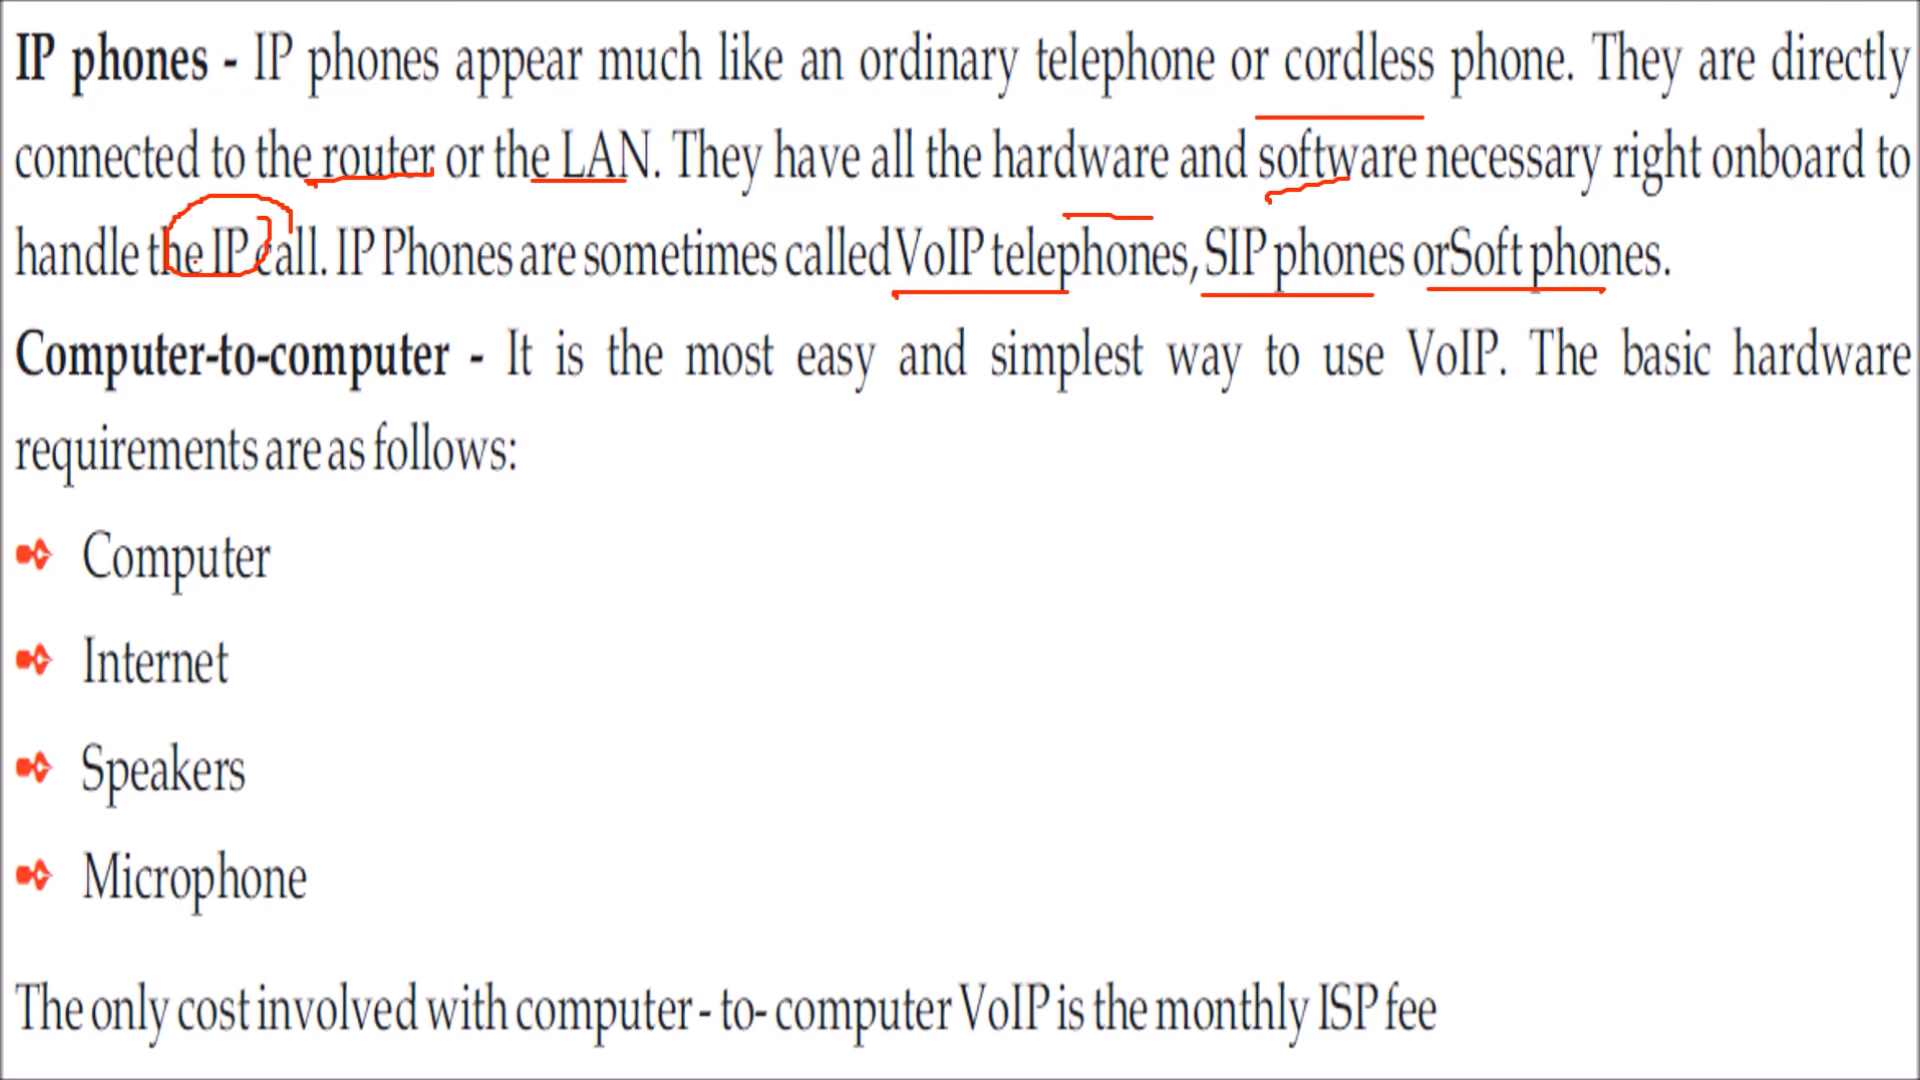 IP phones - IP phones appear much like an ordinary telephone or cordless phone. They are directly
connected to the router or the LAN. They have all the hardware and software necessary right onboard to
handle the IP call. IP Phones are sometimes called VoIP telephones, SIP phones orSoft phones.
Computer-to-computer - It is the most easy and simplest way to use VoIP. The basic hardware
requirements are as follows:
Computer
Internet
Speakers
Microphone
The only cost involved with computer - to- computer VoIP is the monthly ISP fee